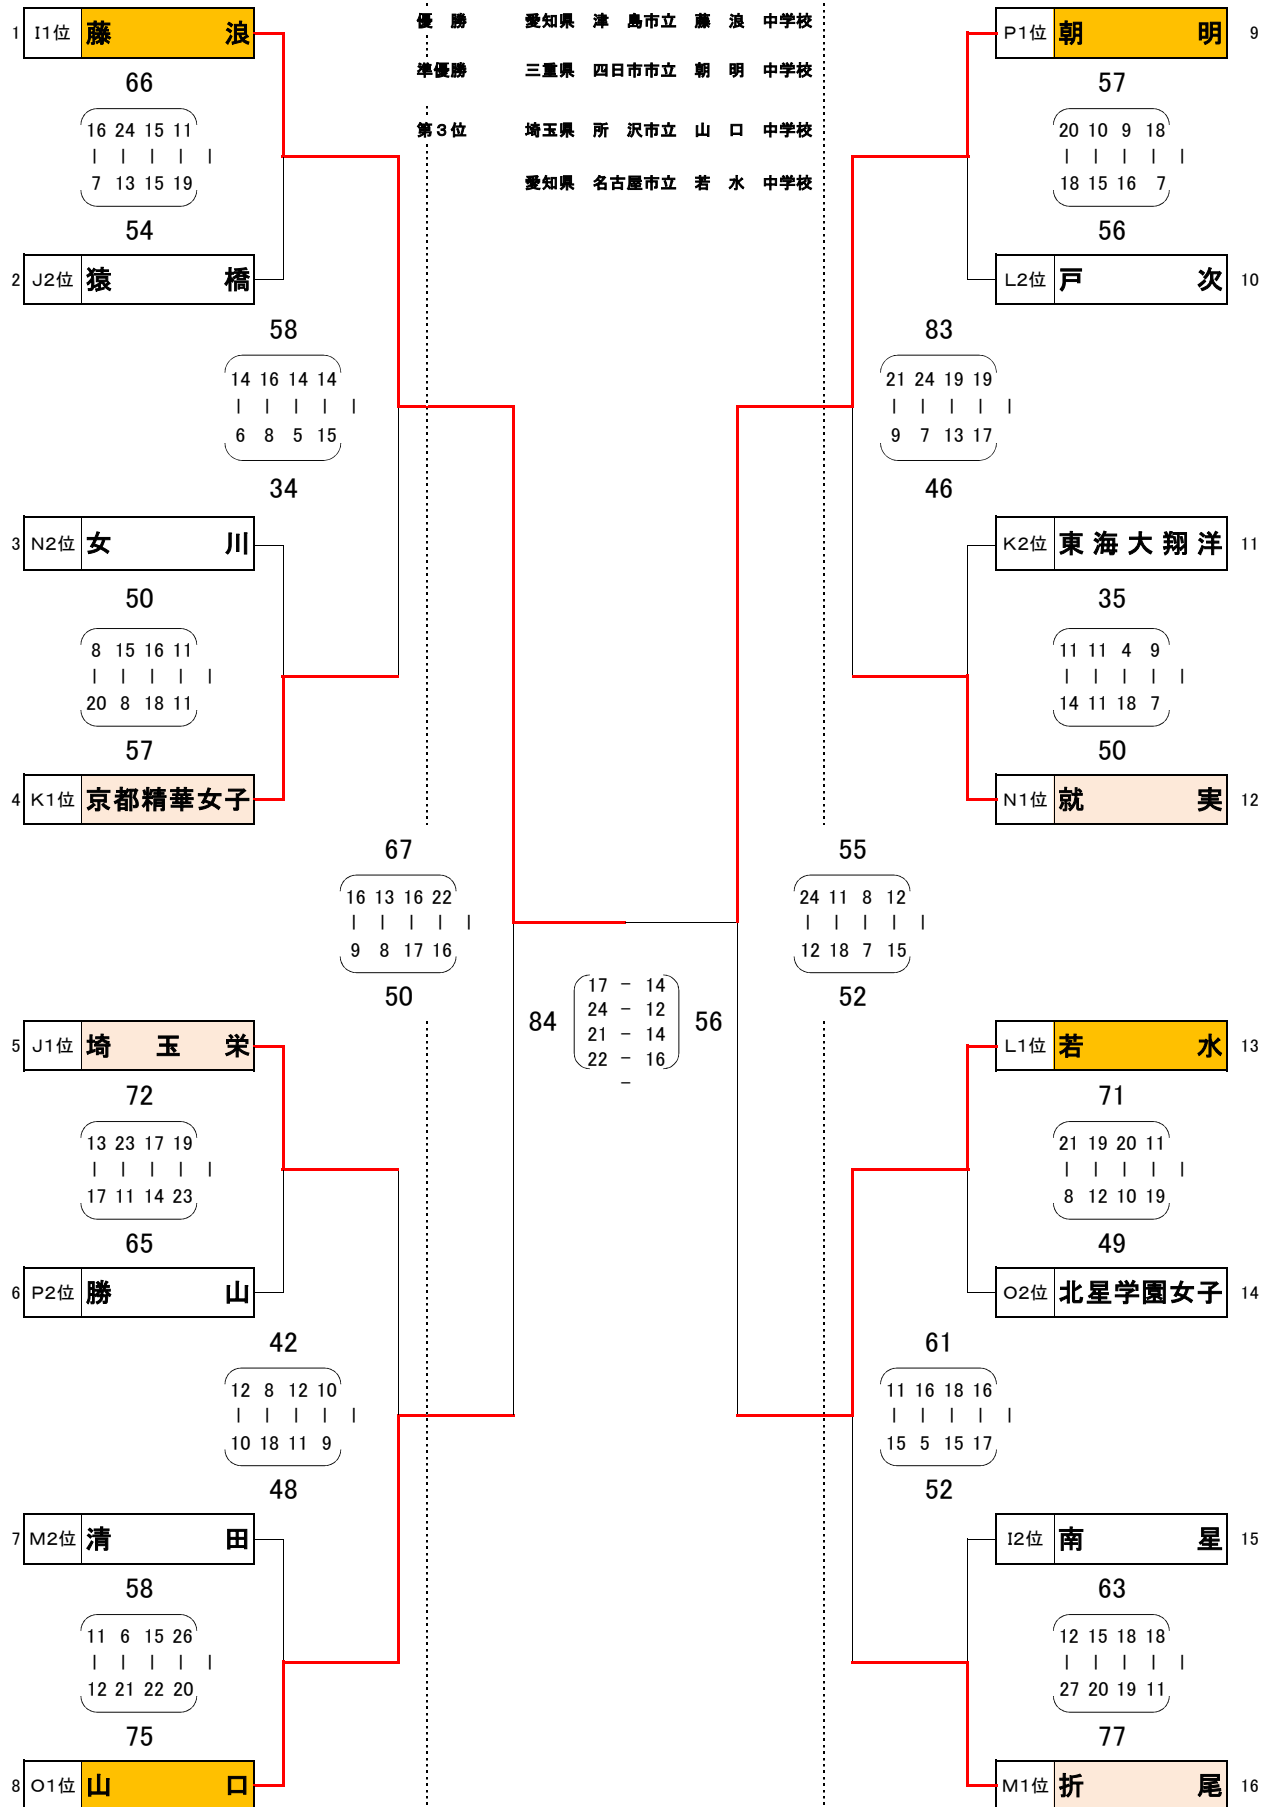 優 勝 愛知県 津 島市立 藤 浪 中学校
準優勝 三重県 四日市市立 朝 明 中学校
第3位 埼玉県 所 沢市立 山 口 中学校
愛知県 名古屋市立 若 水 中学校
1 I1位 藤 浪
66
16 24 15 11
| | | | |
7 13 15 19
54
2 J2位 猿 橋
58
14 16 14 14
| | | | |
6 8 5 15
34
3 N2位 女 川
50
8 15 16 11
| | | | |
20 8 18 11
57
4 K1位 京都精華女子
67
16 13 16 22
| | | | |
9 8 17 16
50
5 J1位 埼 玉 栄
72
13 23 17 19
| | | | |
17 11 14 23
65
6 P2位 勝 山
42
12 8 12 10
| | | | |
10 18 11 9
48
7 M2位 清 田
58
11 6 15 26
| | | | |
12 21 22 20
75
8 O1位 山 口
84 56
17 - 14
24 - 12
21 - 14
22 - 16
-
P1位 朝 明 9
57
20 10 9 18
| | | | |
18 15 16 7
56
L2位 戸 次 10
83
21 24 19 19
| | | | |
9 7 13 17
46
K2位 東海大翔洋 11
35
11 11 4 9
| | | | |
14 11 18 7
50
N1位 就 実 12
55
24 11 8 12
| | | | |
12 18 7 15
52
L1位 若 水 13
71
21 19 20 11
| | | | |
8 12 10 19
49
O2位 北星学園女子 14
61
11 16 18 16
| | | | |
15 5 15 17
52
I2位 南 星 15
63
12 15 18 18
| | | | |
27 20 19 11
77
M1位 折 尾 16